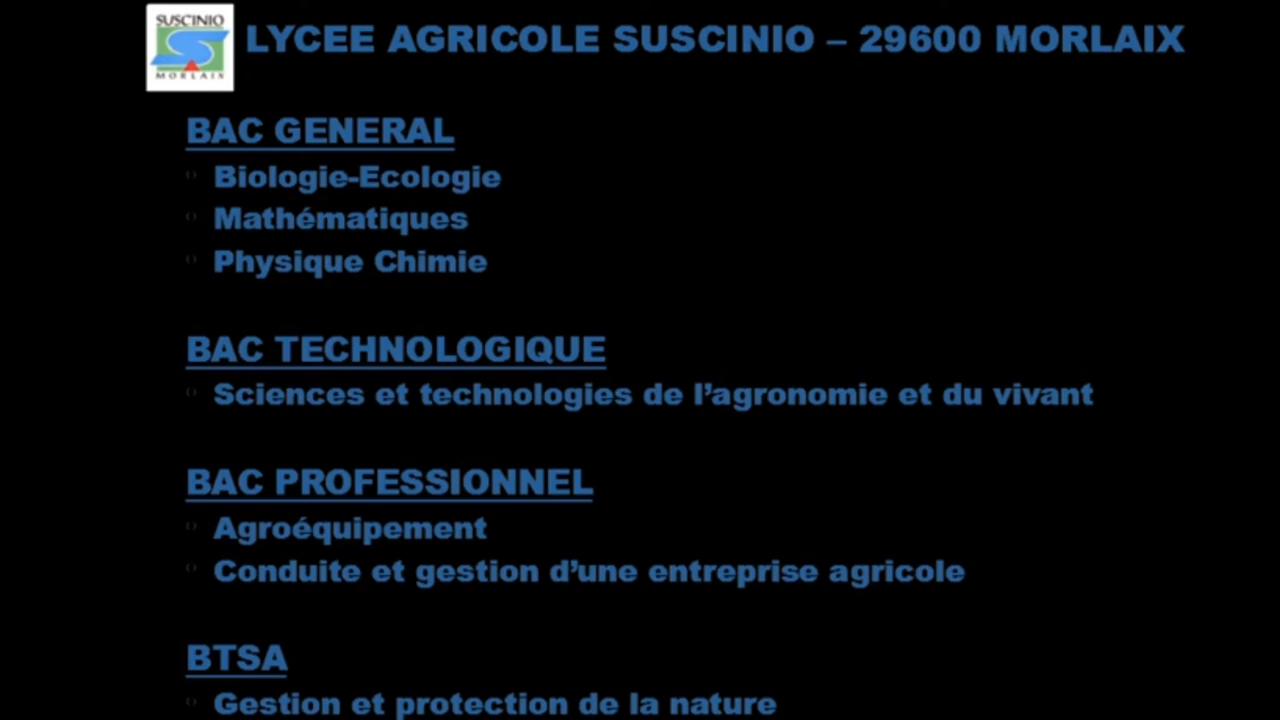 SUSCINIO
MORLAIX
LYCEE AGRICOLE SUSCINIO – 29600 MORLAIX
BAC GENERAL
Biologie-Ecologie
Mathématiques
Physique Chimie
BAC TECHNOLOGIQUE
Sciences et technologies de l’agronomie et du vivant
BAC PROFESSIONNEL
Agroéquipement
Conduite et gestion d’une entreprise agricole
BTSA
Gestion et protection de la nature